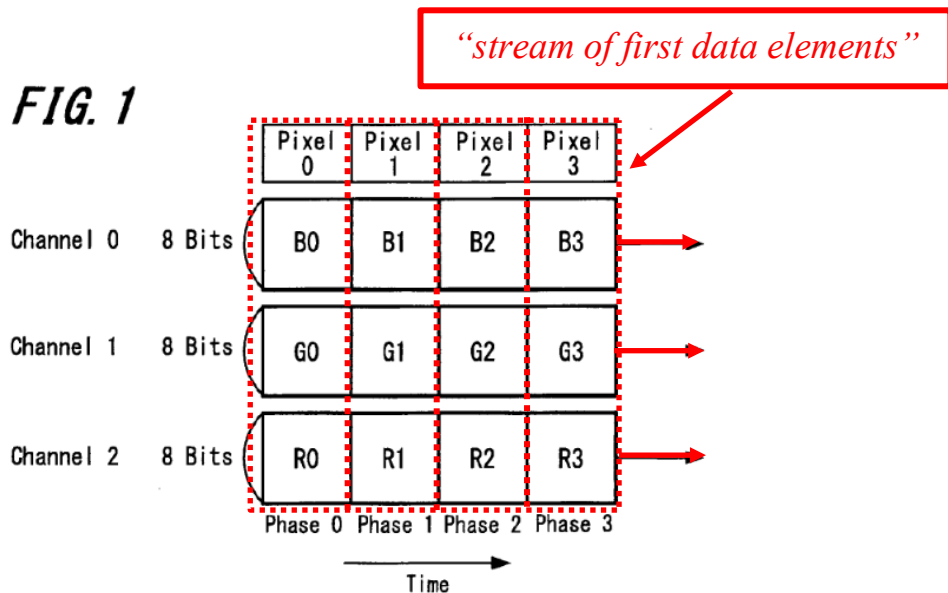 “stream of first data elements”
FIG. 1
Pixel 0 Pixel 1 Pixel 2 Pixel 3
Channel 0 8 Bits B0 B1 B2 B3
Channel 1 8 Bits G0 G1 G2 G3
Channel 2 8 Bits R0 R1 R2 R3
Phase 0 Phase 1 Phase 2 Phase 3
Time